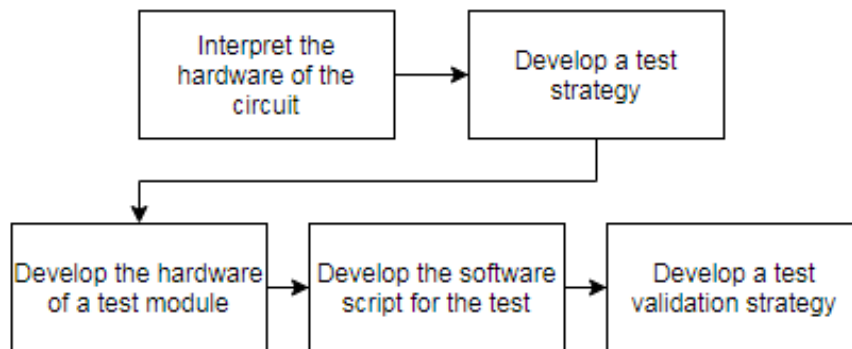 Interpret the
hardware of the
circuit
Develop a test
strategy
Develop the hardware
of a test module
Develop the software
script for the test
Develop a test
validation strategy